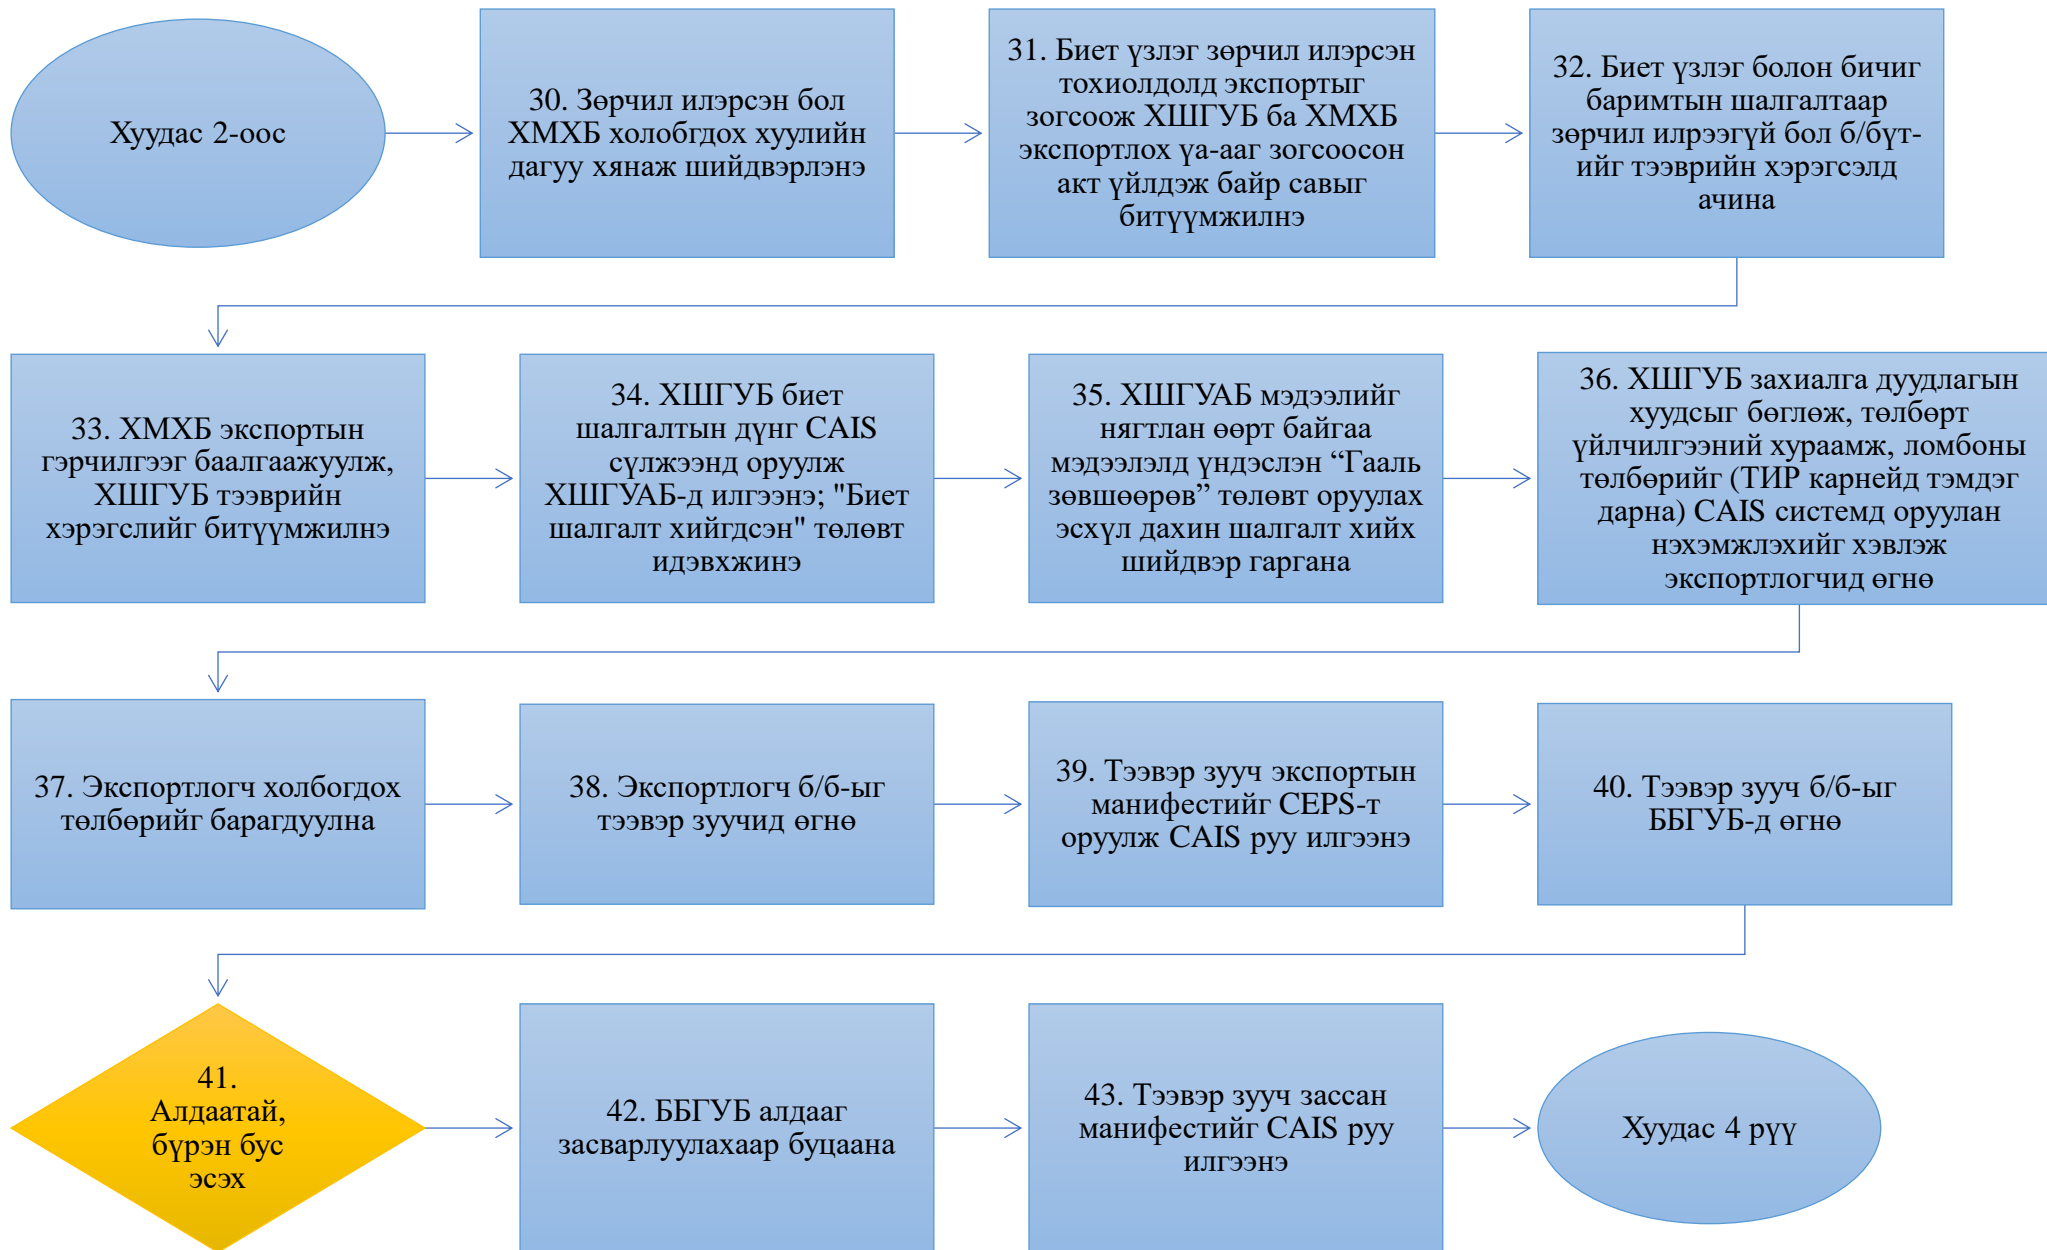 Хуудас 2-оос
30. Зөрчил илэрсэн бол
ХМХБ холобгдох хуулийн
дагуу хянаж шийдвэрлэнэ
31. Биет үзлэг зөрчил илэрсэн
тохиолдолд экспортыг
зогсоож ХШГУБ ба ХМХБ
экспортлох үа-ааг зогсоосон
акт үйлдэж байр савыг
битүүмжилнэ
32. Биет үзлэг болон бичиг
баримтын шалгалтаар
зөрчил илрээгүй бол б/бүт-
ийг тээврийн хэрэгсэлд
ачина
33. ХМХБ экспортын
гэрчилгээг баалгаажуулж,
ХШГУБ тээврийн
хэрэгслийг битүүмжилнэ
34. ХШГУБ биет
шалгалтын дүнг CAIS
сүлжээнд оруулж
ХШГУАБ-д илгээнэ; "Биет
шалгалт хийгдсэн" төлөвт
идэвхжинэ
35. ХШГУАБ мэдээлийг
нягтлан өөрт байгаа
мэдээлэлд үндэслэн “Гааль
зөвшөөрөв” төлөвт оруулах
эсхүл дахин шалгалт хийх
шийдвэр гаргана
36. ХШГУБ захиалга дуудлагын
хуудсыг бөглөж, төлбөрт
үйлчилгээний хураамж, ломбоны
төлбөрийг (ТИР карнейд тэмдэг
дарна) CAIS системд оруулан
нэхэмжлэхийг хэвлэж
экспортлогчид өгнө
37. Экспортлогч холбогдох
төлбөрийг барагдуулна
38. Экспортлогч б/б-ыг
тээвэр зуучид өгнө
39. Тээвэр зууч экспортын
манифестийг CEPS-т
оруулж CAIS руу илгээнэ
40. Тээвэр зууч б/б-ыг
ББГУБ-д өгнө
41.
Алдаатай,
бүрэн бус
эсэх
42. ББГУБ алдааг
засварлуулахаар буцаана
43. Тээвэр зууч зассан
манифестийг CAIS руу
илгээнэ
Хуудас 4 рүү